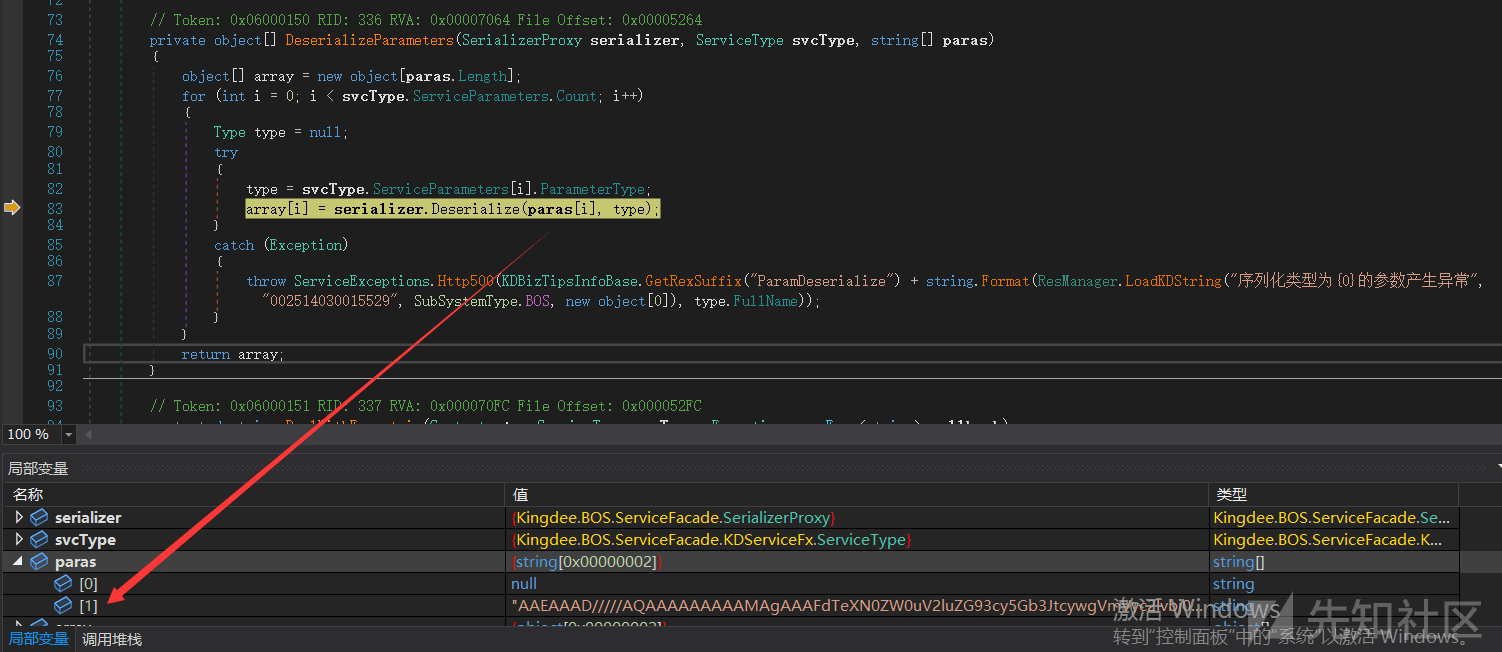 72
73 // Token: 0x06000150 RID: 336 RVA: 0x00007064 File Offset: 0x00005264
74 private object[] DeserializeParameters(SerializerProxy serializer, ServiceType svcType, string[] paras)
75 {
76 object[] array = new object[paras.Length];
77 for (int i = 0; i < svcType.ServiceParameters.Count; i++)
78 {
79 Type type = null;
80 try
81 {
82 type = svcType.ServiceParameters[i].ParameterType;
83 array[i] = serializer.Deserialize(paras[i], type);
84 }
85 catch (Exception)
86 {
87 throw ServiceExceptions.Http500(KDBizTipsInfoBase.GetRexSuffix("ParamDeserialize") + string.Format(ResManager.LoadKDString("序列化类型为{0}的参数产生异常",
"002514030015529", SubSystemType.BOS, new object[0]), type.FullName));
88 }
89 }
90 return array;
91 }
92
93 // Token: 0x06000151 RID: 337 RVA: 0x000070FC File Offset: 0x000052FC
100 %
局部变量
名称 值 类型
serializer {Kingdee.BOS.ServiceFacade.SerializerProxy} Kingdee.BOS.ServiceFacade.Se...
svcType {Kingdee.BOS.ServiceFacade.KDServiceFx.ServiceType} Kingdee.BOS.ServiceFacade.K...
paras {string[0x00000002]} string[]
[0] null string
[1] "AAEAAAD/////AQAAAAAAAAAMAgAAAFdTeXN0ZW0uV2luZG93cy5Gb3Jtcywg string
局部变量 调用堆栈
激活 Windows
转到"控制面板"中的"系统"以激活 Windows。
先知社区